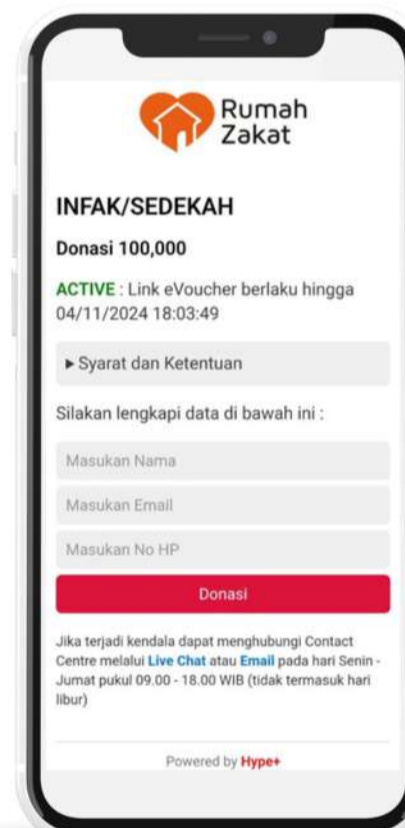 Rumah
Zakat
INFAK/SEDEKAH
Donasi 100,000
ACTIVE : Link eVoucher berlaku hingga
04/11/2024 18:03:49
▶ Syarat dan Ketentuan
Silakan lengkapi data di bawah ini :
Masukan Nama
Masukan Email
Masukan No HP
Donasi
Jika terjadi kendala dapat menghubungi Contact
Centre melalui Live Chat atau Email pada hari Senin -
Jumat pukul 09.00 - 18.00 WIB (tidak termasuk hari
libur)
Powered by Hype+